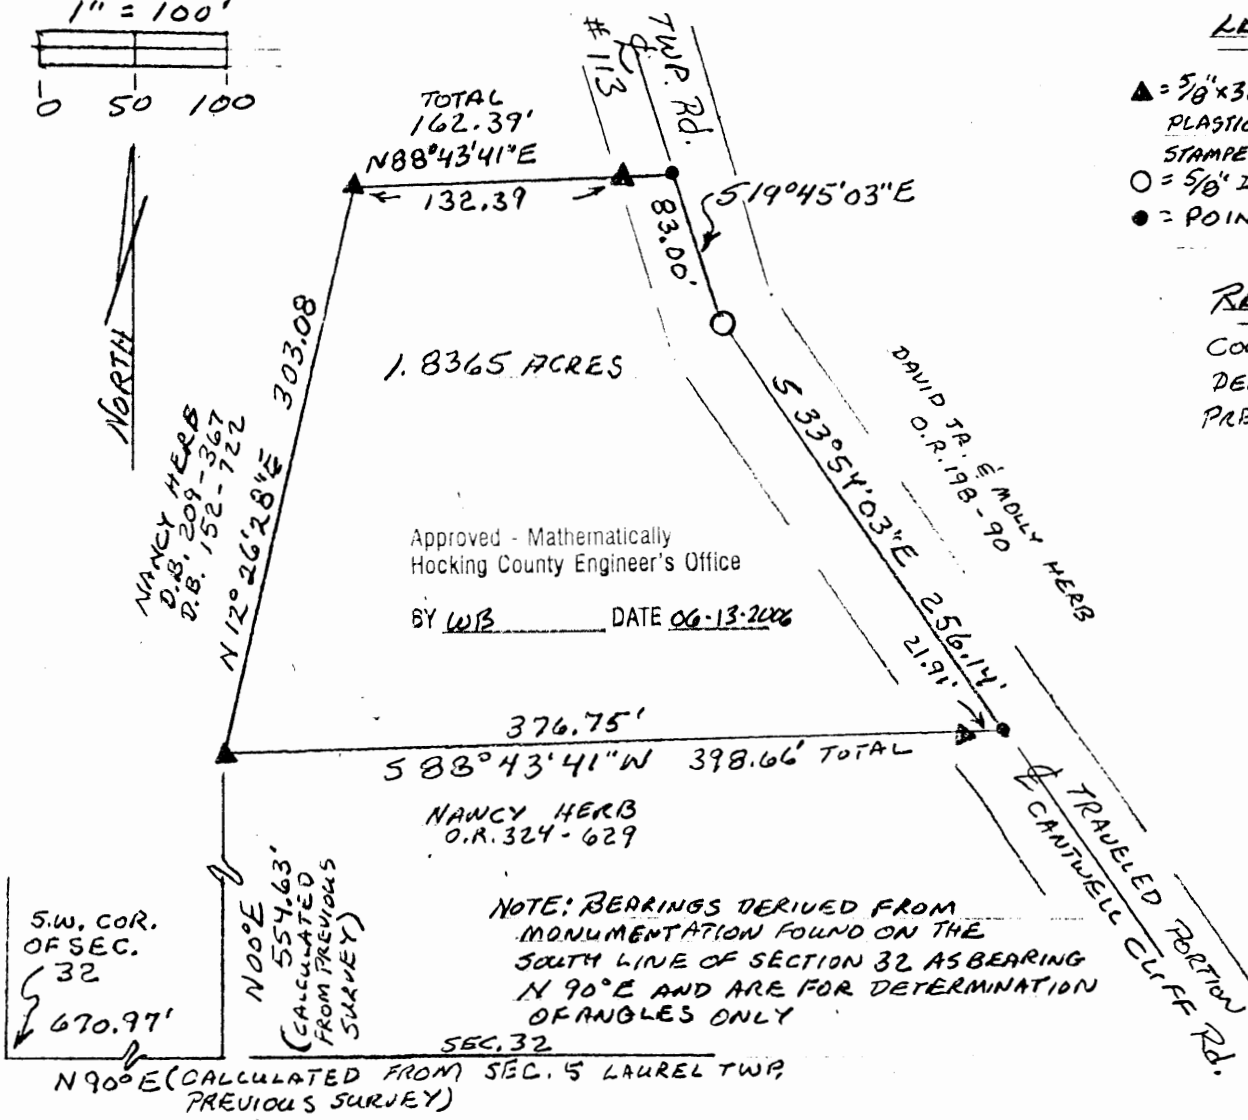 1" = 100'
0 50 100
NORTH
TOTAL
162.39'
N88°43'41"E
132.39
# 113
TWP. Rd.
83.00'
S19°45'03"E
▲ = 5/8" x 3
PLASTIC
STAMPE
○ = 5/8"
● = POIN
1.8365 ACRES
303.08
N 12° 26' 28" E
NANCY HERB
D.B. 209-367
D.B. 152-722
DAVID JR. & MOLLY HERB
O.R. 198-90
S 33°54'03"E 256.14'
21.91'
Approved - Mathematically
Hocking County Engineer's Office
BY WB DATE 06-13-2006
376.75'
S 88°43'41"W 398.66' TOTAL
NANCY HERB
O.R. 324-629
℄ TRAVELED PORTION
CANTWELL CLIFF Rd.
S.W. COR.
OF SEC.
32
670.97'
N00°E 554.63'
(CALCULATED
FROM PREVIOUS
SURVEY)
NOTE: BEARINGS DERIVED FROM
MONUMENTATION FOUND ON THE
SOUTH LINE OF SECTION 32 AS BEARING
N 90°E AND ARE FOR DETERMINATION
OF ANGLES ONLY
SEC. 32
N 90° E (CALCULATED FROM SEC. 5 LAUREL TWP.
PREVIOUS SURVEY)